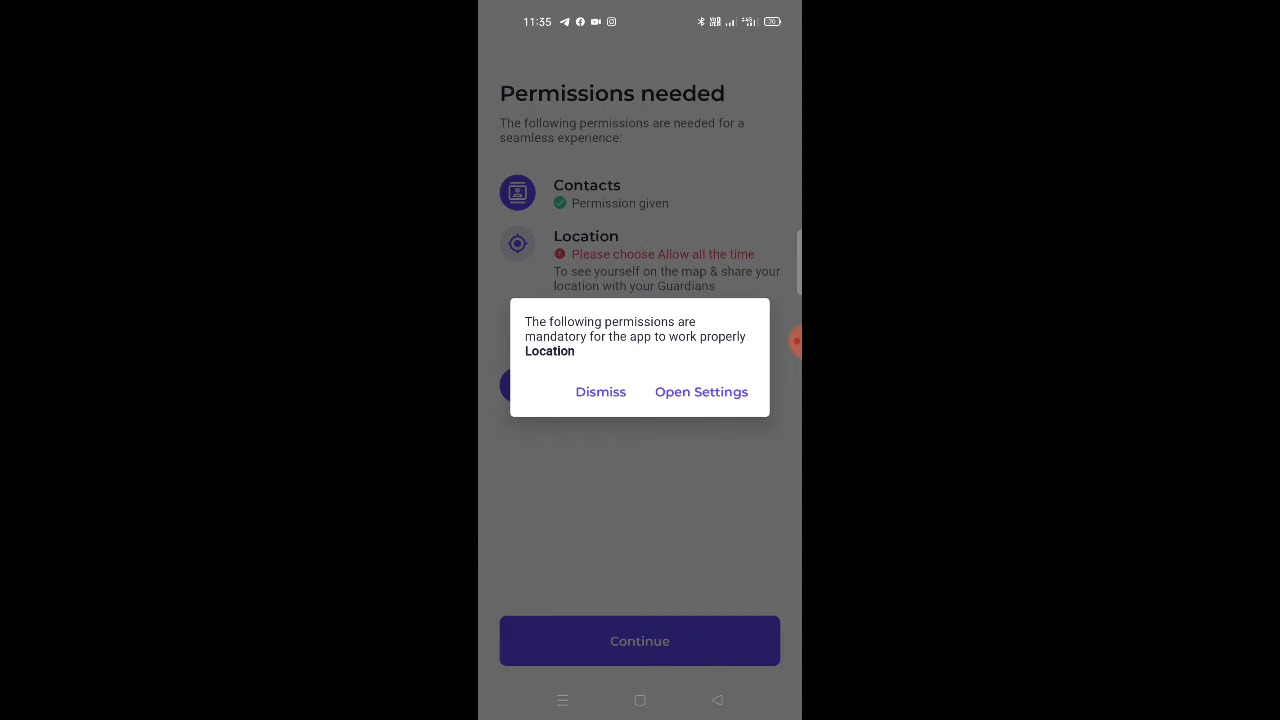 11:35
70
Permissions needed
The following permissions are needed for a
seamless experience:
Contacts
Permission given
Location
Please choose Allow all the time
To see yourself on the map & share your
location with your Guardians
The following permissions are
mandatory for the app to work properly
Location
Dismiss
Open Settings
Continue